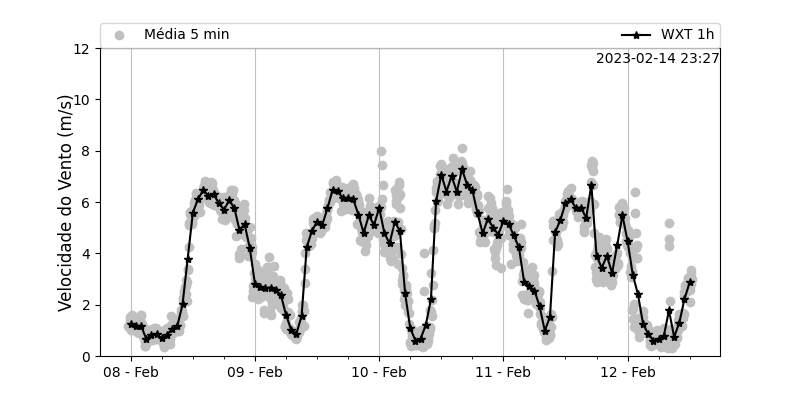 Média 5 min
WXT 1h
2023-02-14 23:27
Velocidade do Vento (m/s)
12
10
8
6
4
2
0
08 - Feb
09 - Feb
10 - Feb
11 - Feb
12 - Feb